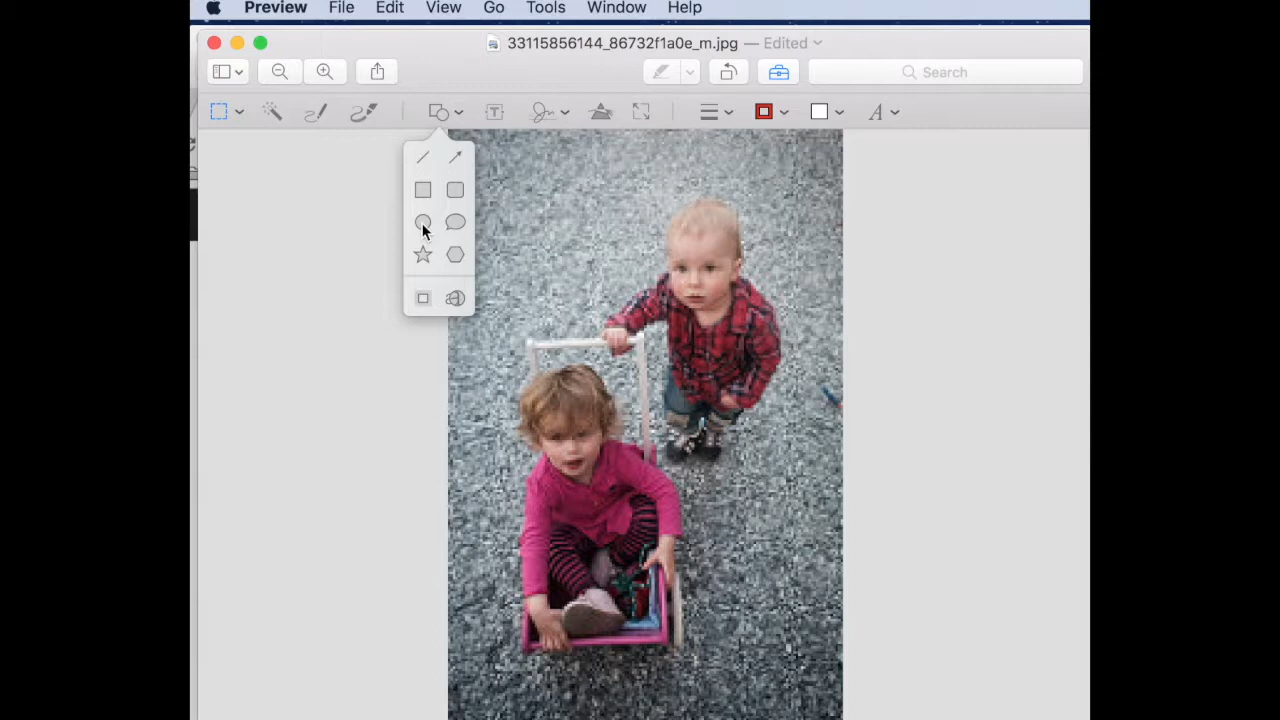 Preview File Edit View Go Tools Window Help
33115856144_86732f1a0e_m.jpg — Edited
Search
T A
a